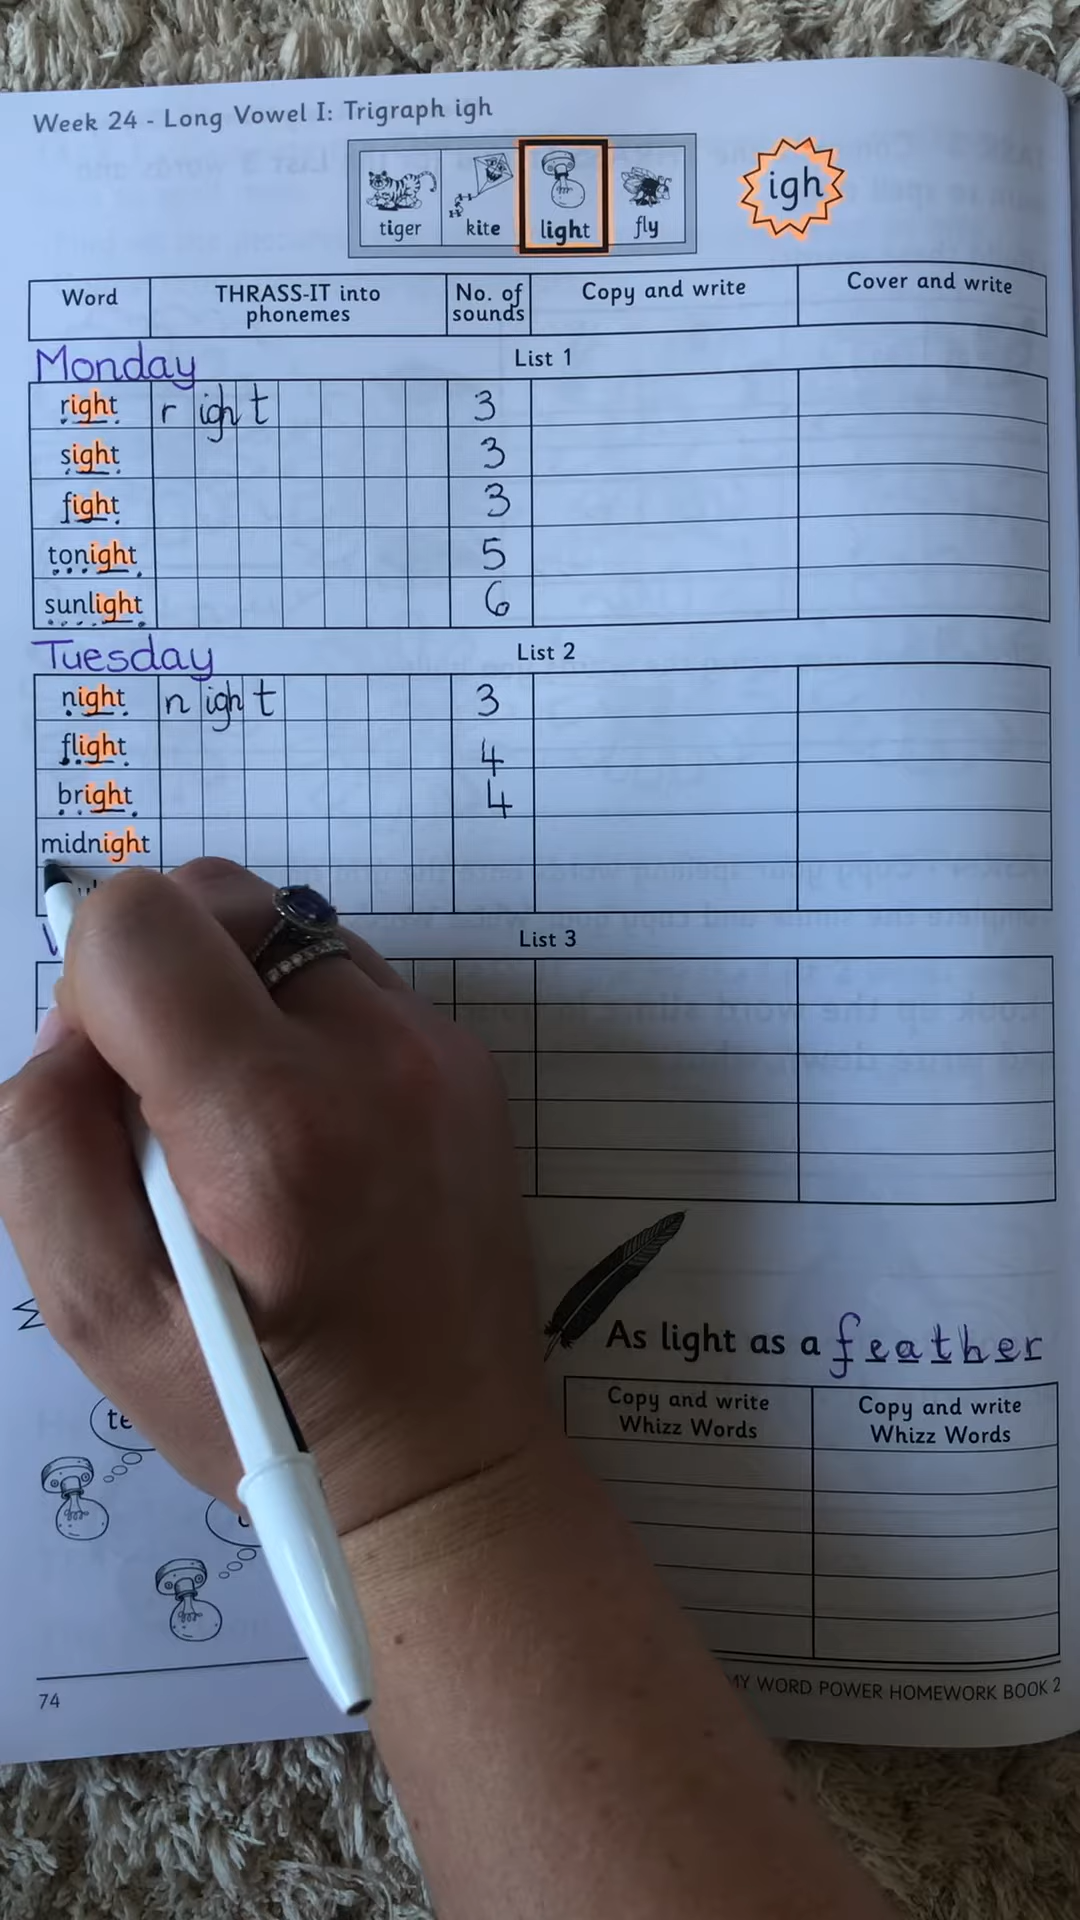 Week 24 - Long Vowel I: Trigraph igh
tiger kite light fly
igh
Word THRASS-IT into phonemes No. of sounds Copy and write Cover and write
Monday List 1
right r igh t 3
sight 3
fight 3
tonight 5
sunlight 6
Tuesday List 2
night n igh t 3
flight 4
bright 4
midnight
List 3
As light as a feather
Copy and write Whizz Words Copy and write Whizz Words
74 MY WORD POWER HOMEWORK BOOK 2